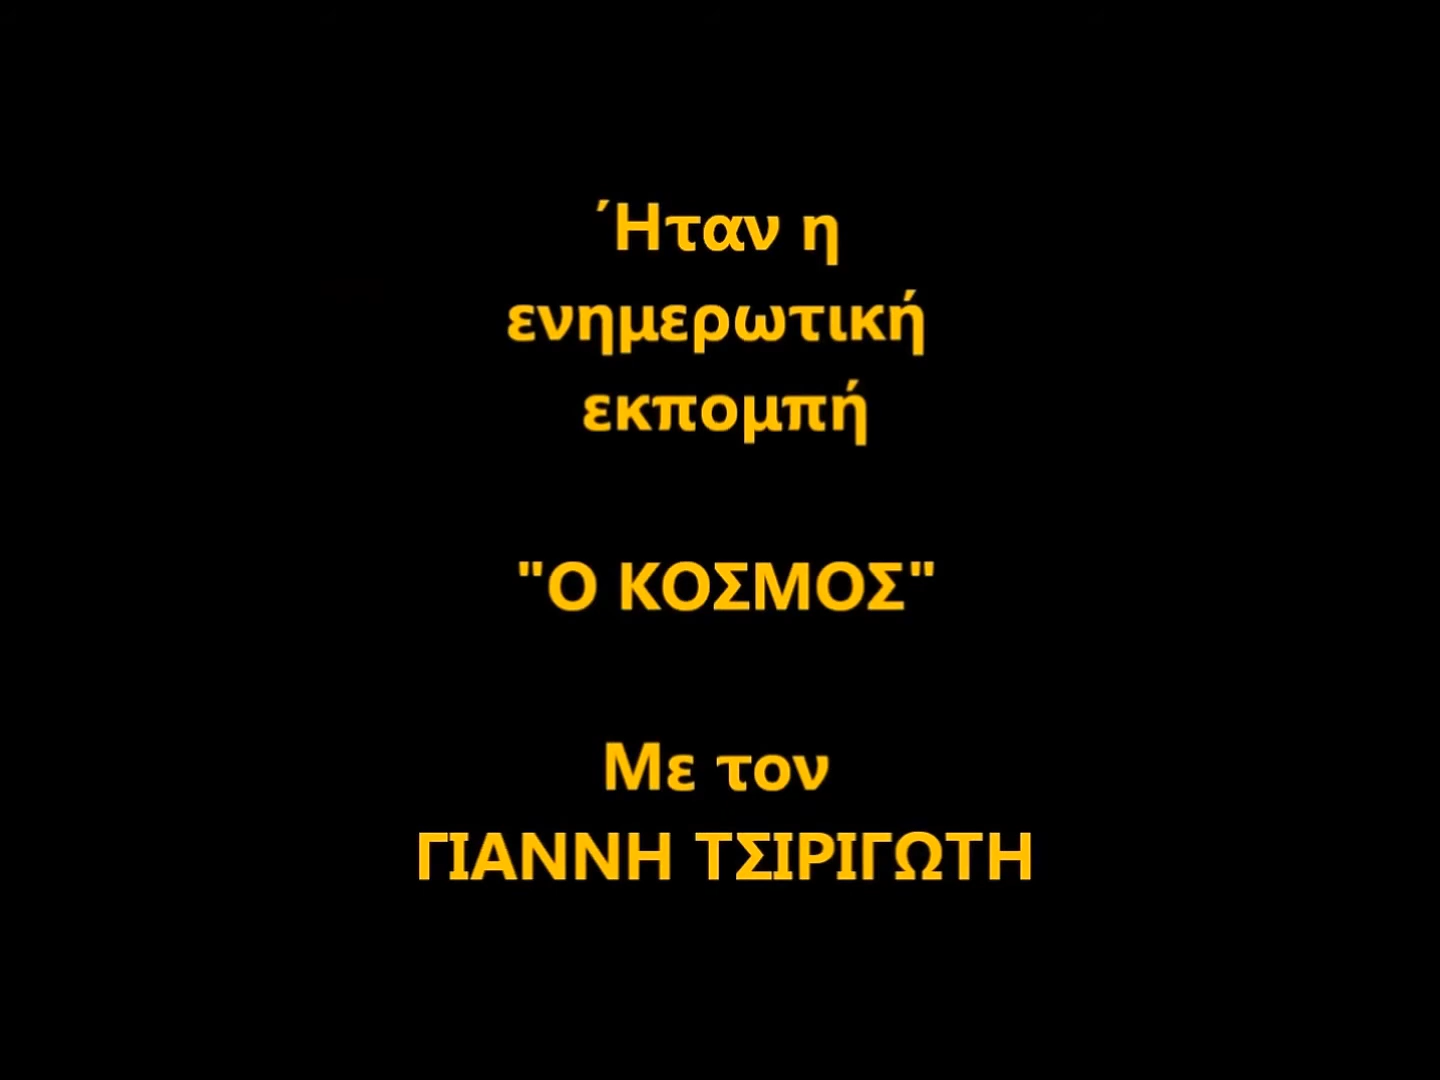 Ήταν η
ενημερωτική
εκπομπή
"Ο ΚΟΣΜΟΣ"
Με τον
ΓΙΑΝΝΗ ΤΣΙΡΙΓΩΤΗ